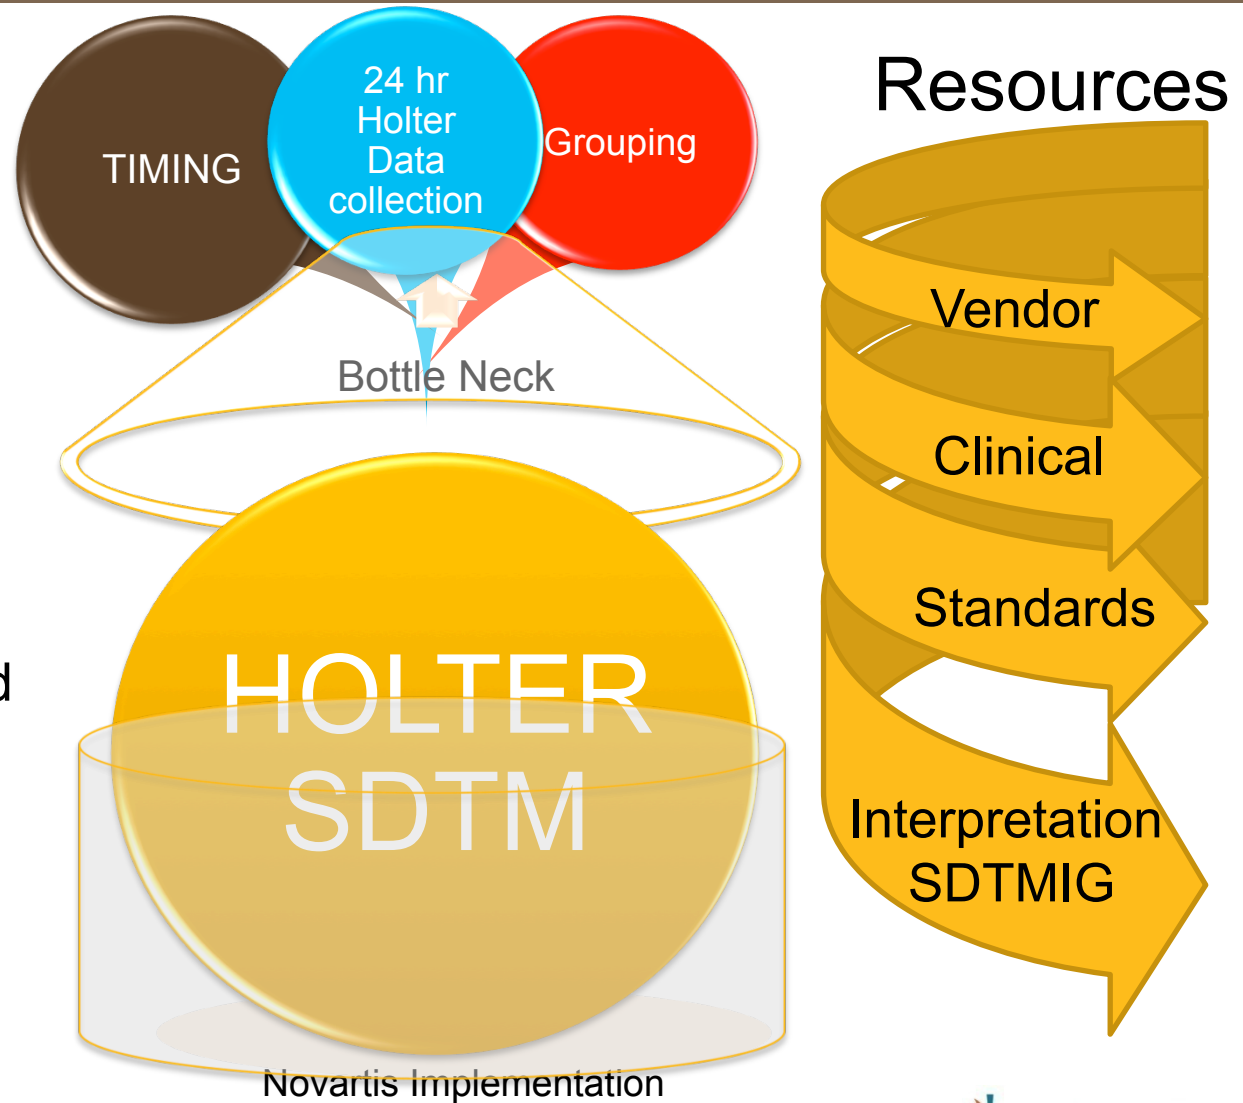 TIMING
24 hr
Holter
Data
collection
Grouping
Bottle Neck
HOLTER
SDTM
Novartis Implementation
d
Resources
Vendor
Clinical
Standards
Interpretation
SDTMIG